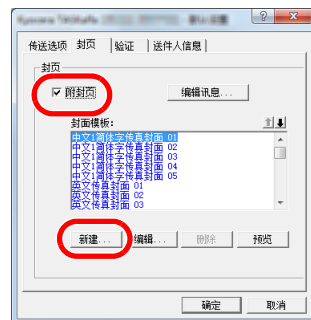 传送选项 封页 验证 送件人信息
封页
附封页 编辑讯息...
封面模板:
中文1简体字传真封面 01
中文1简体字传真封面 02
中文1简体字传真封面 03
中文1简体字传真封面 04
中文1简体字传真封面 05
英文传真封面 01
英文传真封面 02
英文传真封面 03
新建... 编辑... 删除 预览
确定 取消